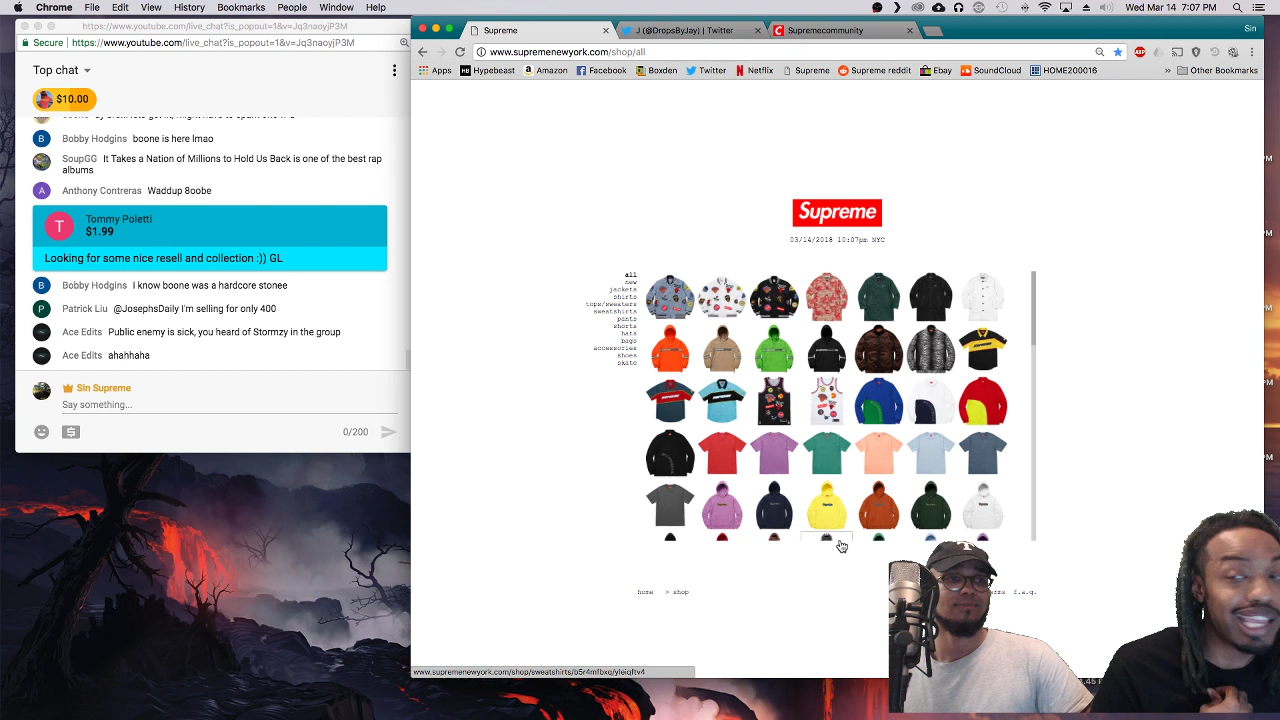 Chrome File Edit View History Bookmarks People Window Help
Wed Mar 14 7:07 PM
https://www.youtube.com/live_chat?is_popout=1&v=Jq3naoyjP3M
Secure https://www.youtube.com/live_chat?is_popout=1&v=Jq3naoyjP3M
Top chat
$10.00
Bobby Hodgins boone is here lmao
SoupGG It Takes a Nation of Millions to Hold Us Back is one of the best rap
albums
Anthony Contreras Waddup 8oobe
T Tommy Poletti
$1.99
Looking for some nice resell and collection :)) GL
Bobby Hodgins i know boone was a hardcore stonee
Patrick Liu @JosephsDaily I'm selling for only 400
Ace Edits Public enemy is sick, you heard of Stormzy in the group
Ace Edits ahahhaha
Sin Supreme
Say something...
0/200
Supreme
J (@DropsByJay) | Twitter
Supremecommunity
Sin
www.supremenewyork.com/shop/all
Apps Hypebeast Amazon Facebook Boxden Twitter Netflix Supreme Supreme reddit Ebay SoundCloud HOME200016 » Other Bookmarks
Supreme
03/14/2018 10:07pm NYC
all
new
jackets
shirts
tops/sweaters
sweatshirts
pants
shorts
hats
bags
accessories
shoes
skate
home > shop
f.a.q.
www.supremenewyork.com/shop/sweatshirts/b5r4mfbxo/yleiqftv4